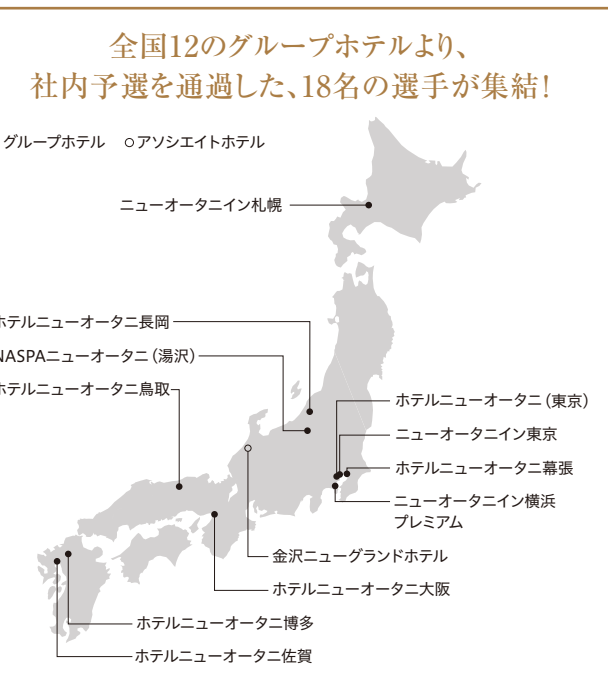 全国12のグループホテルより、
社内予選を通過した、18名の選手が集結！
グループホテル ○アソシエイトホテル
ニューオータニイン札幌
ホテルニューオータニ長岡
NASPAニューオータニ（湯沢）
ホテルニューオータニ鳥取
ホテルニューオータニ（東京）
ニューオータニイン東京
ホテルニューオータニ幕張
ニューオータニイン横浜
プレミアム
金沢ニューグランドホテル
ホテルニューオータニ大阪
ホテルニューオータニ博多
ホテルニューオータニ佐賀